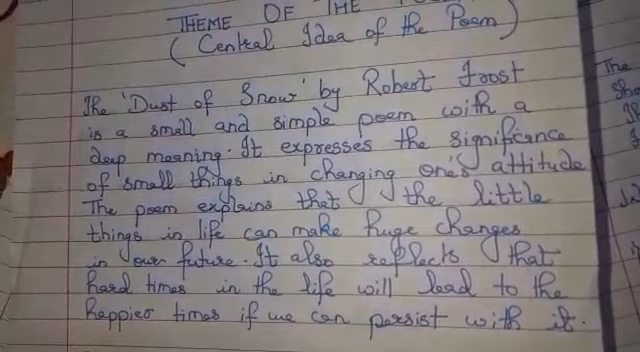 THEME OF THE
(Central Idea of the Poem)
The 'Dust of Snow' by Robert Frost
is a small and simple poem with a
deep meaning. It expresses the significance
of small things in changing one's attitude
The poem explains that the little
things in life can make huge changes
in our future. It also reflects that
hard times in the life will lead to the
happier times if we can persist with it.
The